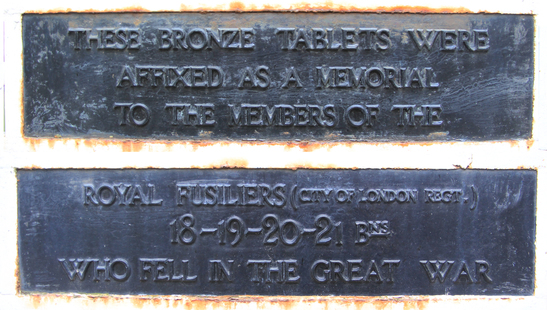 THESE BRONZE TABLETS WERE
AFFIXED AS A MEMORIAL
TO THE MEMBERS OF THE
ROYAL FUSILIERS (CITY OF LONDON REGT.)
18-19-20-21 BNS.
WHO FELL IN THE GREAT WAR